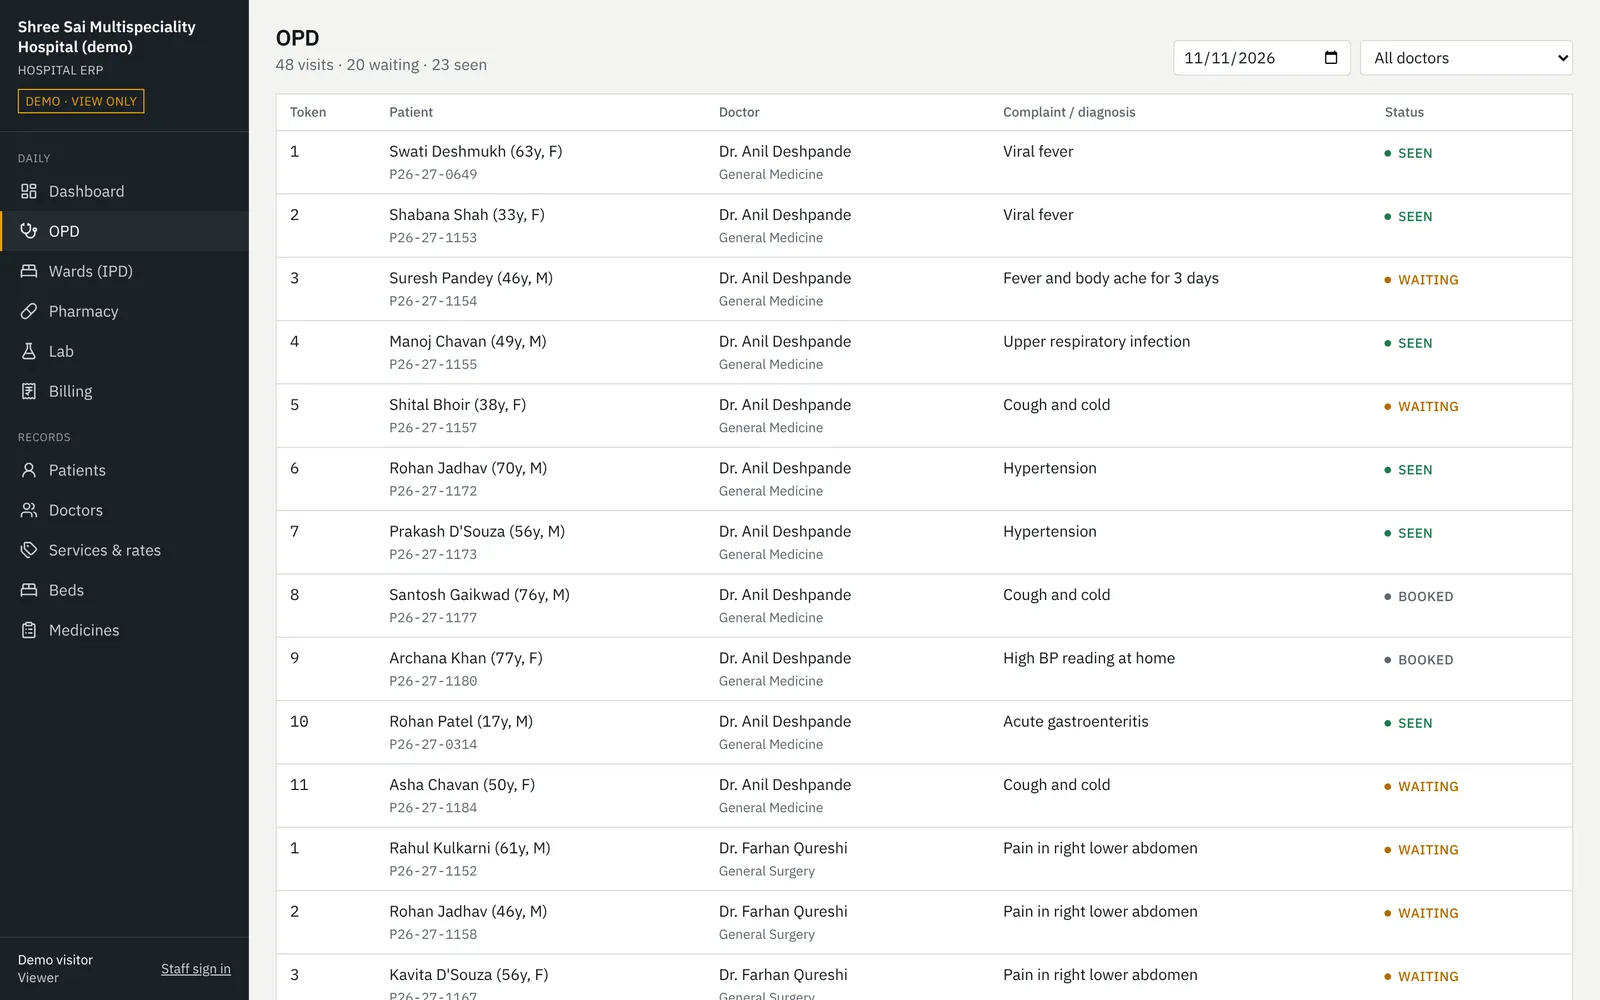 Shree Sai Multispeciality
Hospital (demo)
HOSPITAL ERP
DEMO · VIEW ONLY
DAILY
Dashboard
OPD
Wards (IPD)
Pharmacy
Lab
Billing
RECORDS
Patients
Doctors
Services & rates
Beds
Medicines
Demo visitor
Viewer
Staff sign in
OPD
48 visits · 20 waiting · 23 seen
11/11/2026
All doctors
Token Patient Doctor Complaint / diagnosis Status
1 Swati Deshmukh (63y, F) Dr. Anil Deshpande Viral fever SEEN
P26-27-0649 General Medicine
2 Shabana Shah (33y, F) Dr. Anil Deshpande Viral fever SEEN
P26-27-1153 General Medicine
3 Suresh Pandey (46y, M) Dr. Anil Deshpande Fever and body ache for 3 days WAITING
P26-27-1154 General Medicine
4 Manoj Chavan (49y, M) Dr. Anil Deshpande Upper respiratory infection SEEN
P26-27-1155 General Medicine
5 Shital Bhoir (38y, F) Dr. Anil Deshpande Cough and cold WAITING
P26-27-1157 General Medicine
6 Rohan Jadhav (70y, M) Dr. Anil Deshpande Hypertension SEEN
P26-27-1172 General Medicine
7 Prakash D'Souza (56y, M) Dr. Anil Deshpande Hypertension SEEN
P26-27-1173 General Medicine
8 Santosh Gaikwad (76y, M) Dr. Anil Deshpande Cough and cold BOOKED
P26-27-1177 General Medicine
9 Archana Khan (77y, F) Dr. Anil Deshpande High BP reading at home BOOKED
P26-27-1180 General Medicine
10 Rohan Patel (17y, M) Dr. Anil Deshpande Acute gastroenteritis SEEN
P26-27-0314 General Medicine
11 Asha Chavan (50y, F) Dr. Anil Deshpande Cough and cold WAITING
P26-27-1184 General Medicine
1 Rahul Kulkarni (61y, M) Dr. Farhan Qureshi Pain in right lower abdomen WAITING
P26-27-1152 General Surgery
2 Rohan Jadhav (46y, M) Dr. Farhan Qureshi Pain in right lower abdomen WAITING
P26-27-1158 General Surgery
3 Kavita D'Souza (56y, F) Dr. Farhan Qureshi Pain in right lower abdomen WAITING
P26-27-1167 General Surgery